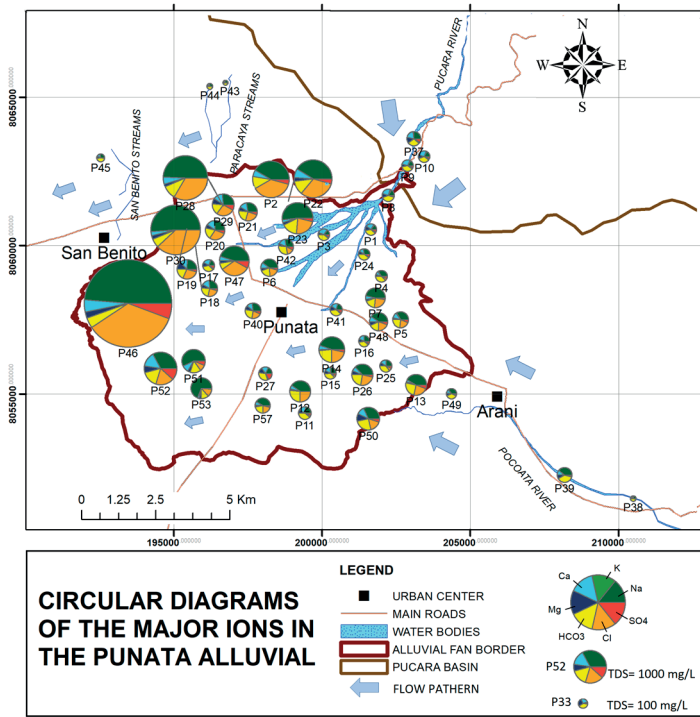 N
W E
S
PUCARA RIVER
PARACAYA STREAMS
SAN BENITO STREAMS
8065000
8060000
8055000
P44 P43
P45
P37
P10
P9
P8
P28
P2
P22
P29
P21
P20
P23
P3
P1
P30
P42
P24
San Benito
P19
P17
P47
P6
P4
P18
P7
P46
P40
Punata
P41
P48
P5
P16
P14
P51
P52
P27
P15
P26
P25
P13
P53
P12
P49
Arani
P57
P11
P50
POCOATA RIVER
P39
P38
0 1.25 2.5 5 Km
195000 200000 205000 210000
CIRCULAR DIAGRAMS
OF THE MAJOR IONS IN
THE PUNATA ALLUVIAL
LEGEND
URBAN CENTER
MAIN ROADS
WATER BODIES
ALLUVIAL FAN BORDER
PUCARA BASIN
FLOW PATHERN
K
Ca
Na
Mg
SO4
HCO3
Cl
P52
TDS= 1000 mg/L
P33
TDS= 100 mg/L